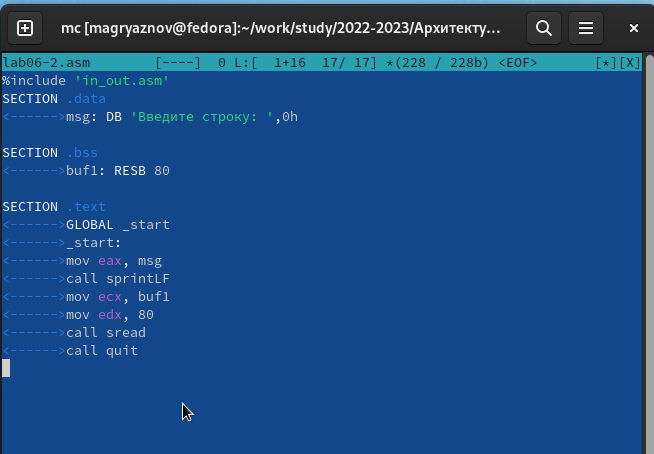 mc [magryaznov@fedora]:~/work/study/2022-2023/Архитекту...
lab06-2.asm [----] 0 L:[ 1+16 17/ 17] *(228 / 228b) <EOF> [*][X]
%include 'in_out.asm'
SECTION .data
<------>msg: DB 'Введите строку: ',0h
SECTION .bss
<------>buf1: RESB 80
SECTION .text
<------>GLOBAL _start
<------>_start:
<------>mov eax, msg
<------>call sprintLF
<------>mov ecx, buf1
<------>mov edx, 80
<------>call sread
<------>call quit